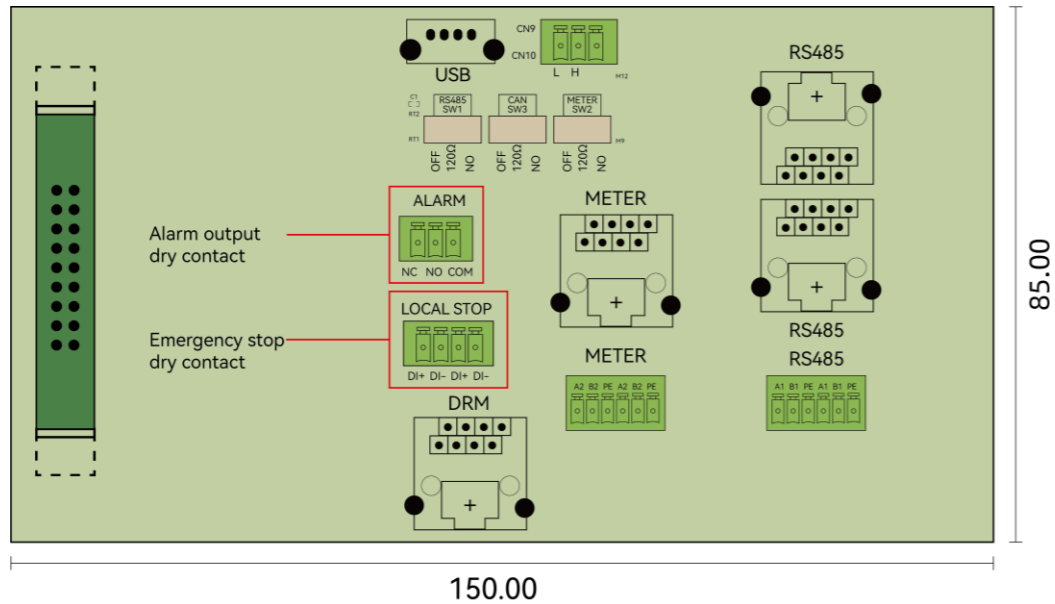 CN9
CN10
USB
L H
M12
RS485
C1
RT2
RS485
SW1
CAN
SW3
METER
SW2
RT1
M9
OFF 120Ω NO
OFF 120Ω NO
OFF 120Ω NO
ALARM
NC NO COM
Alarm output
dry contact
METER
LOCAL STOP
DI+ DI- DI+ DI-
Emergency stop
dry contact
RS485
METER
A2 B2 PE A2 B2 PE
RS485
A1 B1 PE A1 B1 PE
DRM
85.00
150.00